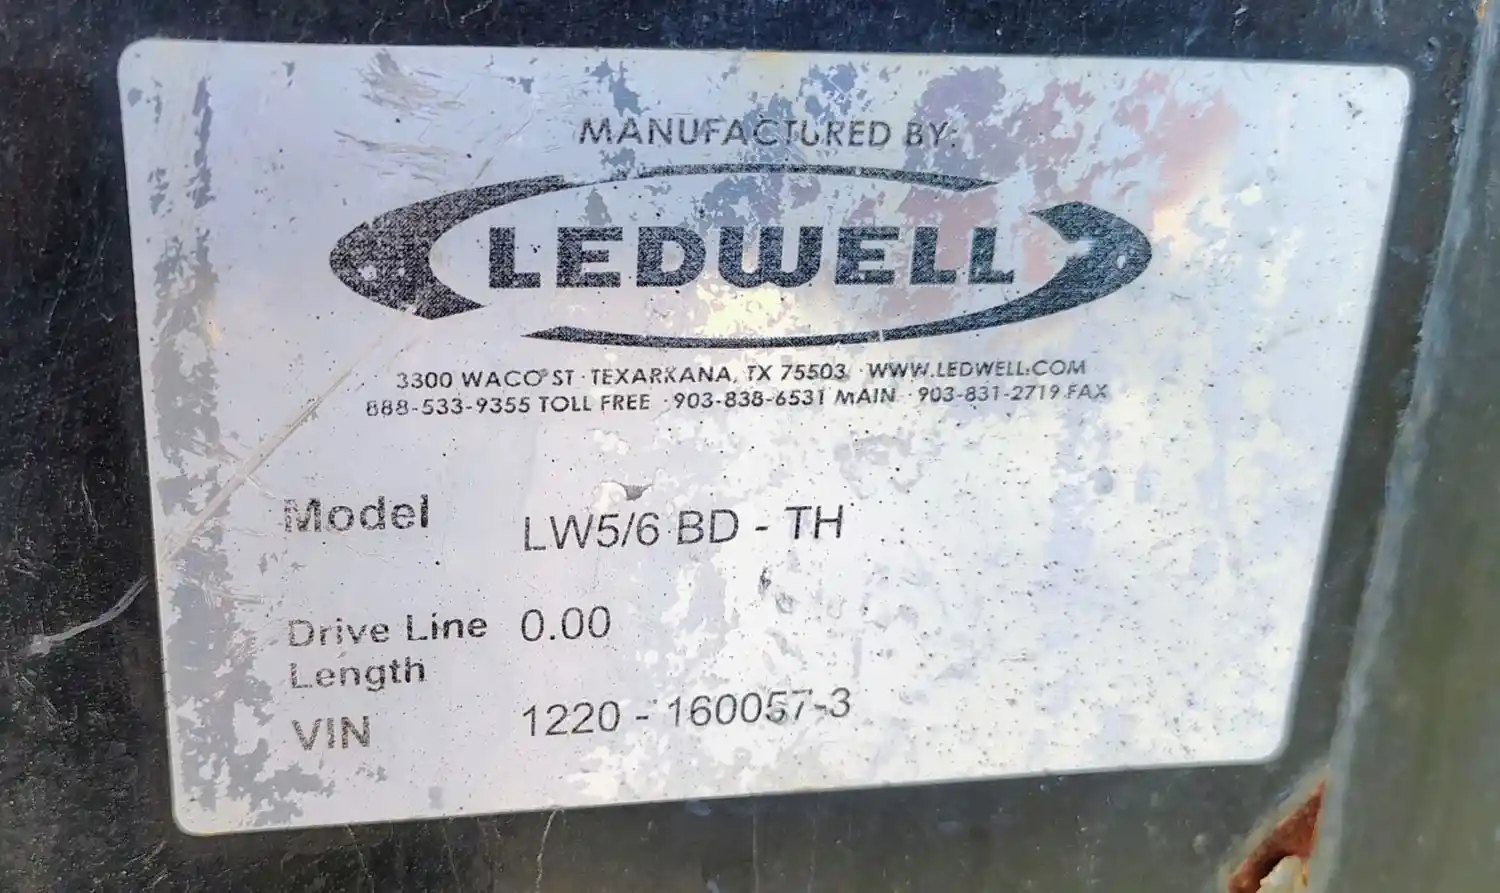 MANUFACTURED BY:
LEDWELL
3300 WACO ST · TEXARKANA, TX 75503 · WWW.LEDWELL.COM
888-533-9355 TOLL FREE · 903-838-6531 MAIN · 903-831-2719 FAX
Model LW5/6 BD - TH
Drive Line 0.00
Length
VIN 1220 - 160057-3